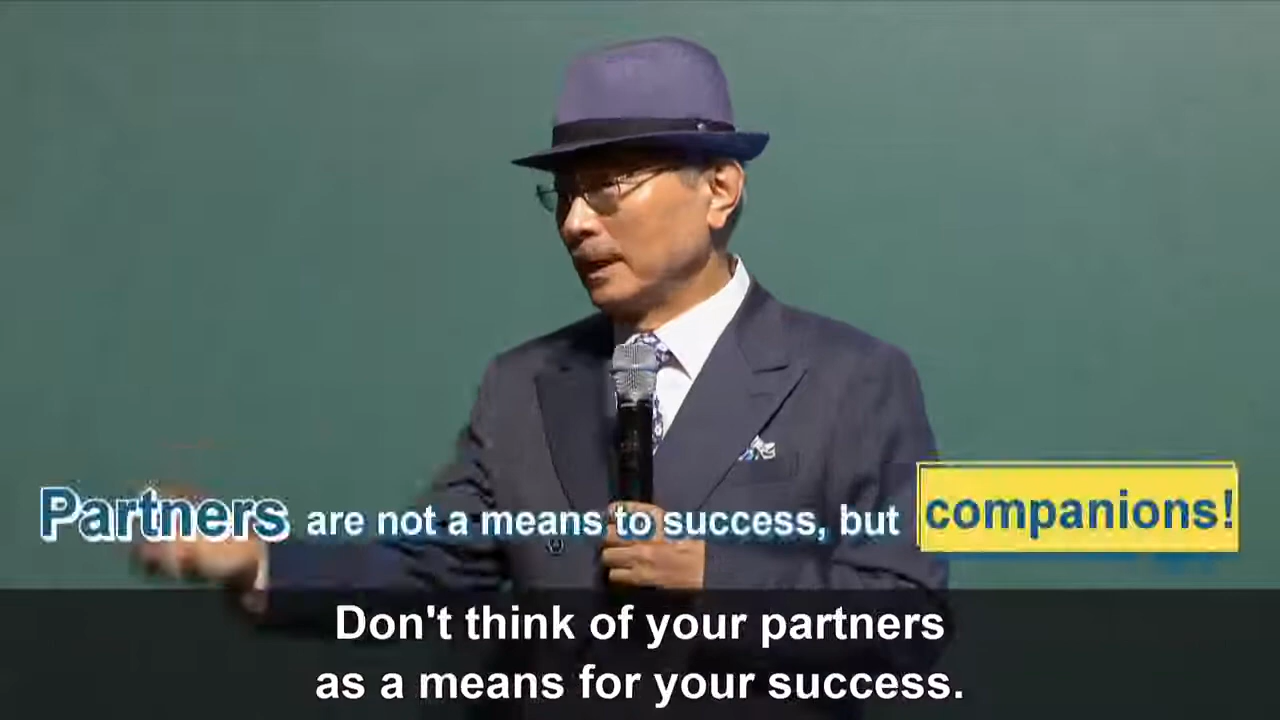 Partners are not a means to success, but companions!
Don't think of your partners
as a means for your success.